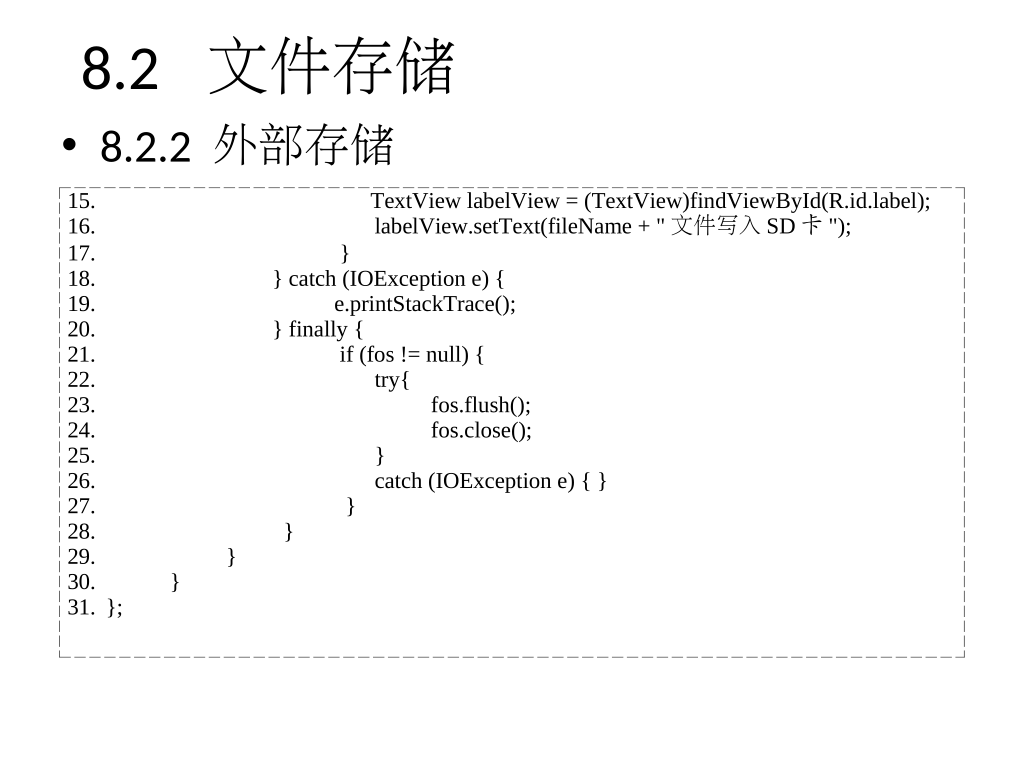 8.2 文件存储
• 8.2.2 外部存储
15. TextView labelView = (TextView)findViewById(R.id.label);
16. labelView.setText(fileName + " 文件写入 SD 卡 ");
17. }
18. } catch (IOException e) {
19. e.printStackTrace();
20. } finally {
21. if (fos != null) {
22. try{
23. fos.flush();
24. fos.close();
25. }
26. catch (IOException e) { }
27. }
28. }
29. }
30. }
31. };